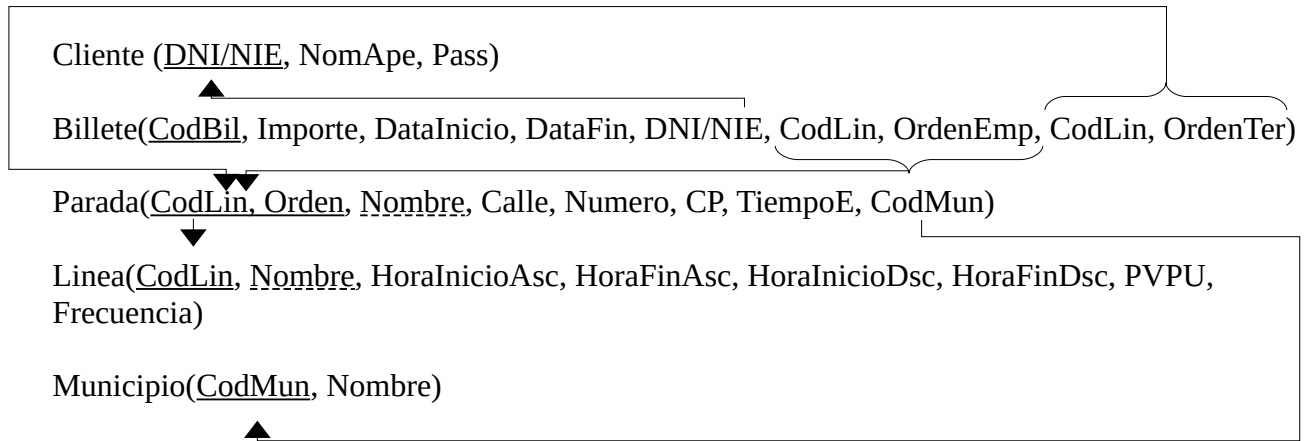 Cliente (DNI/NIE, NomApe, Pass)
Billete(CodBil, Importe, DataInicio, DataFin, DNI/NIE, CodLin, OrdenEmp, CodLin, OrdenTer)
Parada(CodLin, Orden, Nombre, Calle, Numero, CP, TiempoE, CodMun)
Linea(CodLin, Nombre, HoraInicioAsc, HoraFinAsc, HoraInicioDsc, HoraFinDsc, PVPU,
Frecuencia)
Municipio(CodMun, Nombre)